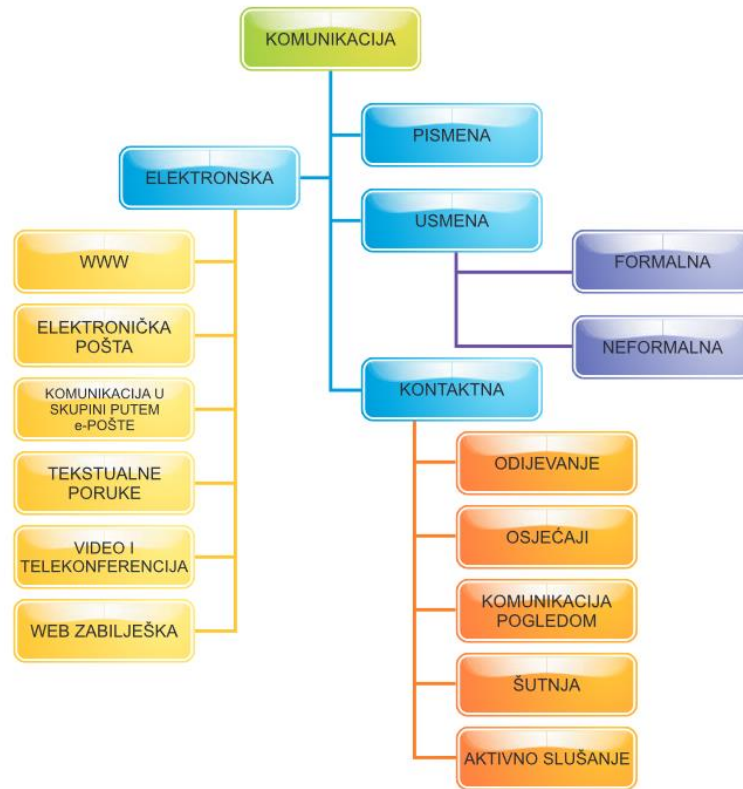 KOMUNIKACIJA
PISMENA
ELEKTRONSKA
USMENA
FORMALNA
NEFORMALNA
KONTAKTNA
WWW
ELEKTRONIČKA
POŠTA
KOMUNIKACIJA U
SKUPINI PUTEM
e-POŠTE
TEKSTUALNE
PORUKE
VIDEO I
TELEKONFERENCIJA
WEB ZABILJEŠKA
ODIJEVANJE
OSJEĆAJI
KOMUNIKACIJA
POGLEDOM
ŠUTNJA
AKTIVNO SLUŠANJE